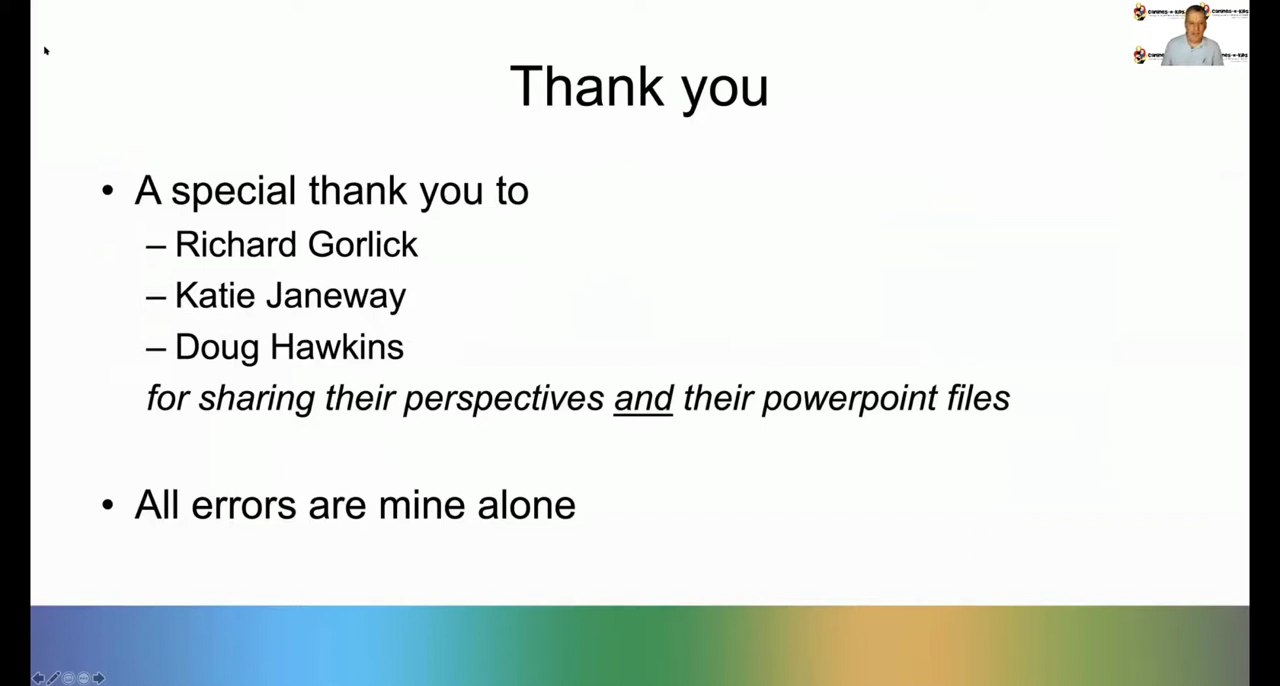 Thank you
• A special thank you to
– Richard Gorlick
– Katie Janeway
– Doug Hawkins
for sharing their perspectives and their powerpoint files
• All errors are mine alone